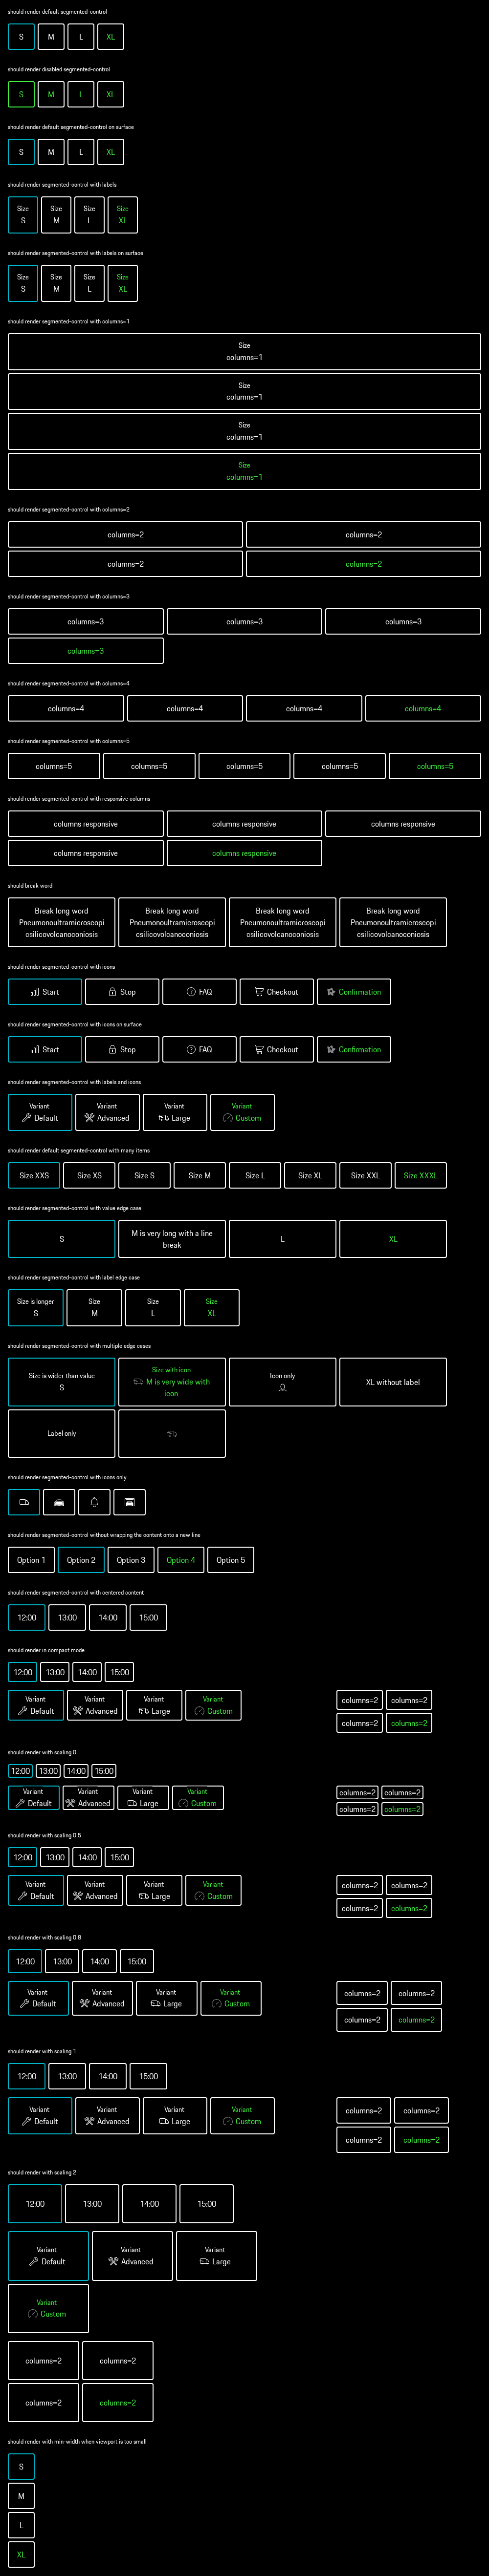 should render default segmented-control
S M L XL
should render disabled segmented-control
S M L XL
should render default segmented-control on surface
S M L XL
should render segmented-control with labels
Size Size Size Size
S M L XL
should render segmented-control with labels on surface
Size Size Size Size
S M L XL
should render segmented-control with columns=1
Size
columns=1
Size
columns=1
Size
columns=1
Size
columns=1
should render segmented-control with columns=2
columns=2 columns=2
columns=2 columns=2
should render segmented-control with columns=3
columns=3 columns=3 columns=3
columns=3
should render segmented-control with columns=4
columns=4 columns=4 columns=4 columns=4
should render segmented-control with columns=5
columns=5 columns=5 columns=5 columns=5 columns=5
should render segmented-control with responsive columns
columns responsive columns responsive columns responsive
columns responsive columns responsive
should break word
Break long word Break long word Break long word Break long word
Pneumonoultramicroscopi Pneumonoultramicroscopi Pneumonoultramicroscopi Pneumonoultramicroscopi
csilicovolcanoconiosis csilicovolcanoconiosis csilicovolcanoconiosis csilicovolcanoconiosis
should render segmented-control with icons
Start Stop FAQ Checkout Confirmation
should render segmented-control with icons on surface
Start Stop FAQ Checkout Confirmation
should render segmented-control with labels and icons
Variant Variant Variant Variant
Default Advanced Large Custom
should render default segmented-control with many items
Size XXS Size XS Size S Size M Size L Size XL Size XXL Size XXXL
should render segmented-control with value edge case
S M is very long with a line L XL
break
should render segmented-control with label edge case
Size is longer Size Size Size
S M L XL
should render segmented-control with multiple edge cases
Size is wider than value Size with icon Icon only XL without label
S M is very wide with
icon
Label only
should render segmented-control with icons only
should render segmented-control without wrapping the content onto a new line
Option 1 Option 2 Option 3 Option 4 Option 5
should render segmented-control with centered content
12:00 13:00 14:00 15:00
should render in compact mode
12:00 13:00 14:00 15:00
Variant Variant Variant Variant columns=2 columns=2
Default Advanced Large Custom columns=2 columns=2
should render with scaling 0
12:00 13:00 14:00 15:00
Variant Variant Variant Variant columns=2 columns=2
Default Advanced Large Custom columns=2 columns=2
should render with scaling 0.5
12:00 13:00 14:00 15:00
Variant Variant Variant Variant columns=2 columns=2
Default Advanced Large Custom columns=2 columns=2
should render with scaling 0.8
12:00 13:00 14:00 15:00
Variant Variant Variant Variant columns=2 columns=2
Default Advanced Large Custom columns=2 columns=2
should render with scaling 1
12:00 13:00 14:00 15:00
Variant Variant Variant Variant columns=2 columns=2
Default Advanced Large Custom columns=2 columns=2
should render with scaling 2
12:00 13:00 14:00 15:00
Variant Variant Variant
Default Advanced Large
Variant
Custom
columns=2 columns=2
columns=2 columns=2
should render with min-width when viewport is too small
S
M
L
XL